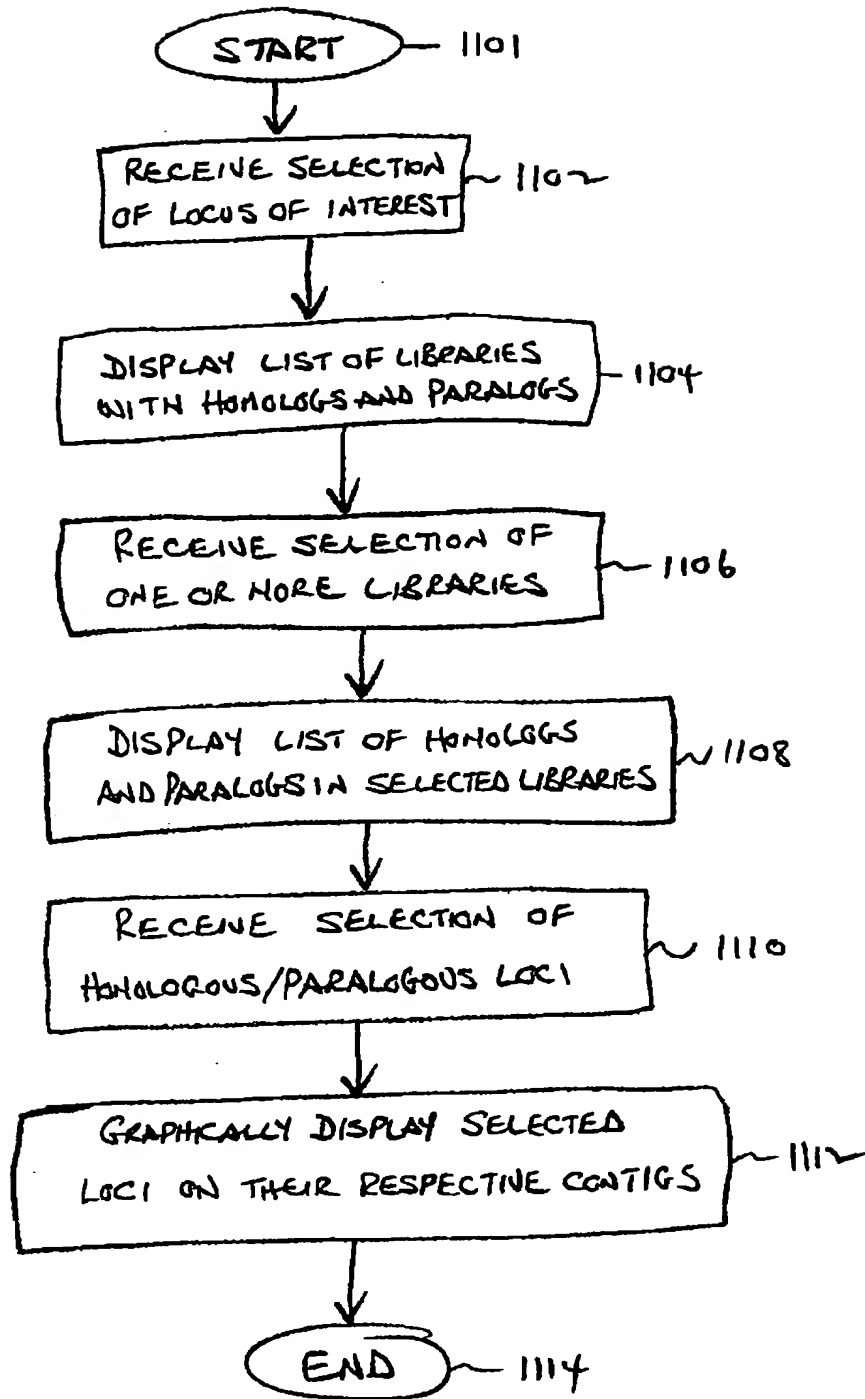 START 1101
RECEIVE SELECTION
OF LOCUS OF INTEREST 1102
DISPLAY LIST OF LIBRARIES
WITH HOMOLOGS AND PARALOGS 1104
RECEIVE SELECTION OF
ONE OR MORE LIBRARIES 1106
DISPLAY LIST OF HOMOLOGS
AND PARALOGS IN SELECTED LIBRARIES 1108
RECEIVE SELECTION OF
HOMOLOGOUS/PARALOGOUS LOCI 1110
GRAPHICALLY DISPLAY SELECTED
LOCI ON THEIR RESPECTIVE CONTIGS 1112
END 1114